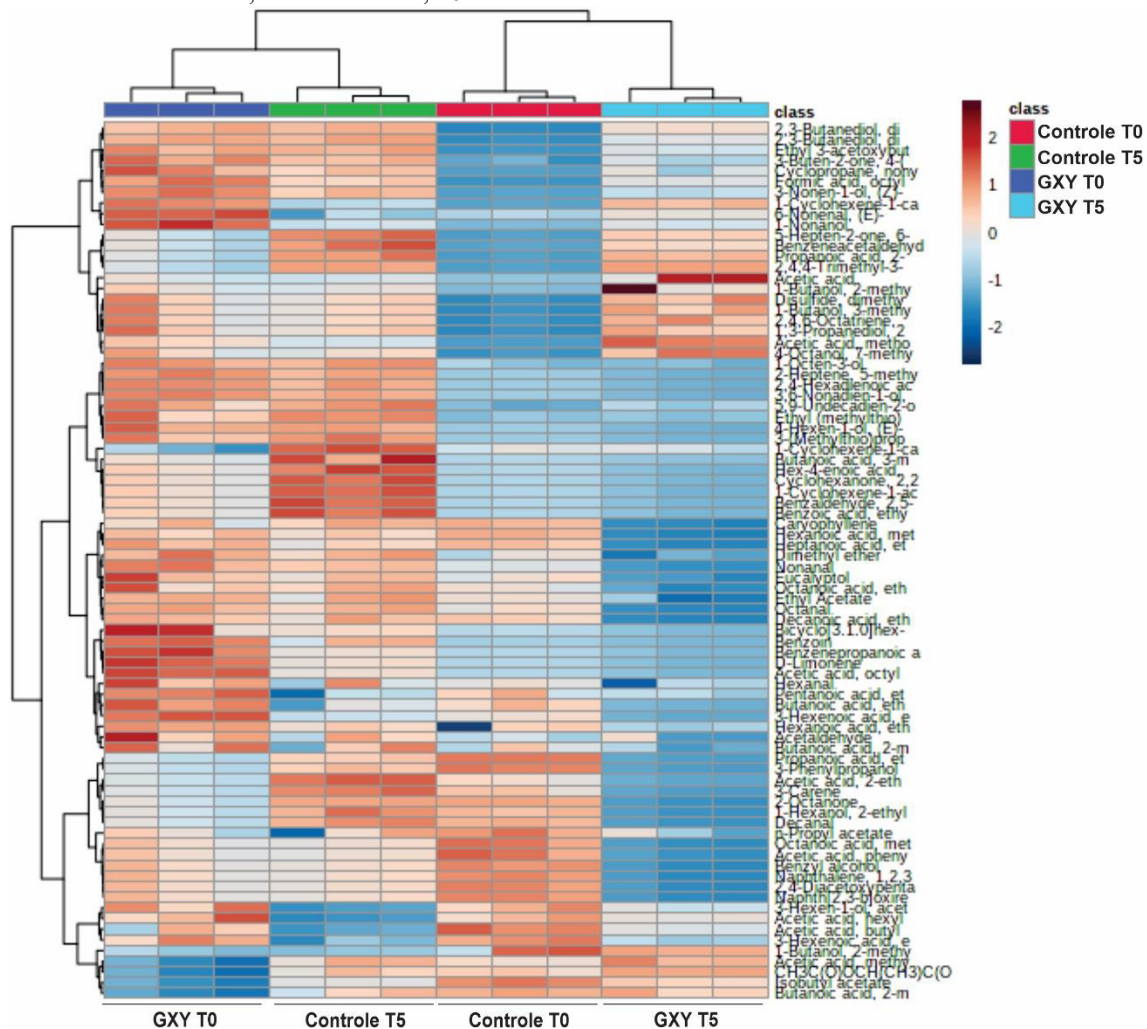 class
2,3-Butanediol, di
2,3-Butanediol, di
Ethyl 3-acetoxybut
3-Buten-2-one, 4-(
Cyclopropane, nony
Formic acid, octyl
3-Nonen-1-ol, (Z)-
1-Cyclohexene-1-ca
6-Nonenal, (E)-
1-Nonanol
5-Hepten-2-one, 6-
Benzeneacetaldehyd
Propanoic acid, 2-
2,4,4-Trimethyl-3-
Acetic acid
1-Butanol, 2-methy
Disulfide, dimethy
1-Butanol, 3-methy
2,4,6-Octatriene,
1,3-Propanediol, 2
Acetic acid, metho
4-Octanol, 7-methy
1-Octen-3-ol
2-Heptene, 5-methy
2,4-Hexadienoic ac
3,6-Nonadien-1-ol,
5,9-Undecadien-2-o
Ethyl (methylthio)
4-Hexen-1-ol, (E)-
3-(Methylthio)prop
1-Cyclohexene-1-ca
Butanoic acid, 3-m
Hex-4-enoic acid,
Cyclohexanone, 2,2
1-Cyclohexene-1-ac
Benzaldehyde, 2,5-
Benzoic acid, ethy
Caryophyllene
Hexanoic acid, met
Heptanoic acid, et
Dimethyl ether
Nonanal
Eucalyptol
Octanoic acid, eth
Ethyl Acetate
Octanal
Decanoic acid, eth
Bicyclo[3.1.0]hex-
Benzoin
Benzenepropanoic a
D-Limonene
Acetic acid, octyl
Hexanal
Pentanoic acid, et
Butanoic acid, eth
3-Hexenoic acid, e
Hexanoic acid, eth
Acetaldehyde
Butanoic acid, 2-m
Propanoic acid, et
3-Phenylpropanol
Acetic acid, 2-eth
3-Carene
2-Octanone
1-Hexanol, 2-ethyl
Decanal
n-Propyl acetate
Octanoic acid, met
Acetic acid, pheny
Benzyl alcohol
Naphthalene, 1,2,3
2,4-Diacetoxypenta
Naphth[2,3-b]oxire
3-Hexen-1-ol, acet
Acetic acid, hexyl
Acetic acid, butyl
3-Hexenoic acid, e
1-Butanol, 2-methy
Acetic acid, methy
CH3C(O)OCH(CH3)C(O
Isobutyl acetate
Butanoic acid, 2-m
2
1
0
-1
-2
class
Controle T0
Controle T5
GXY T0
GXY T5
GXY T0 Controle T5 Controle T0 GXY T5